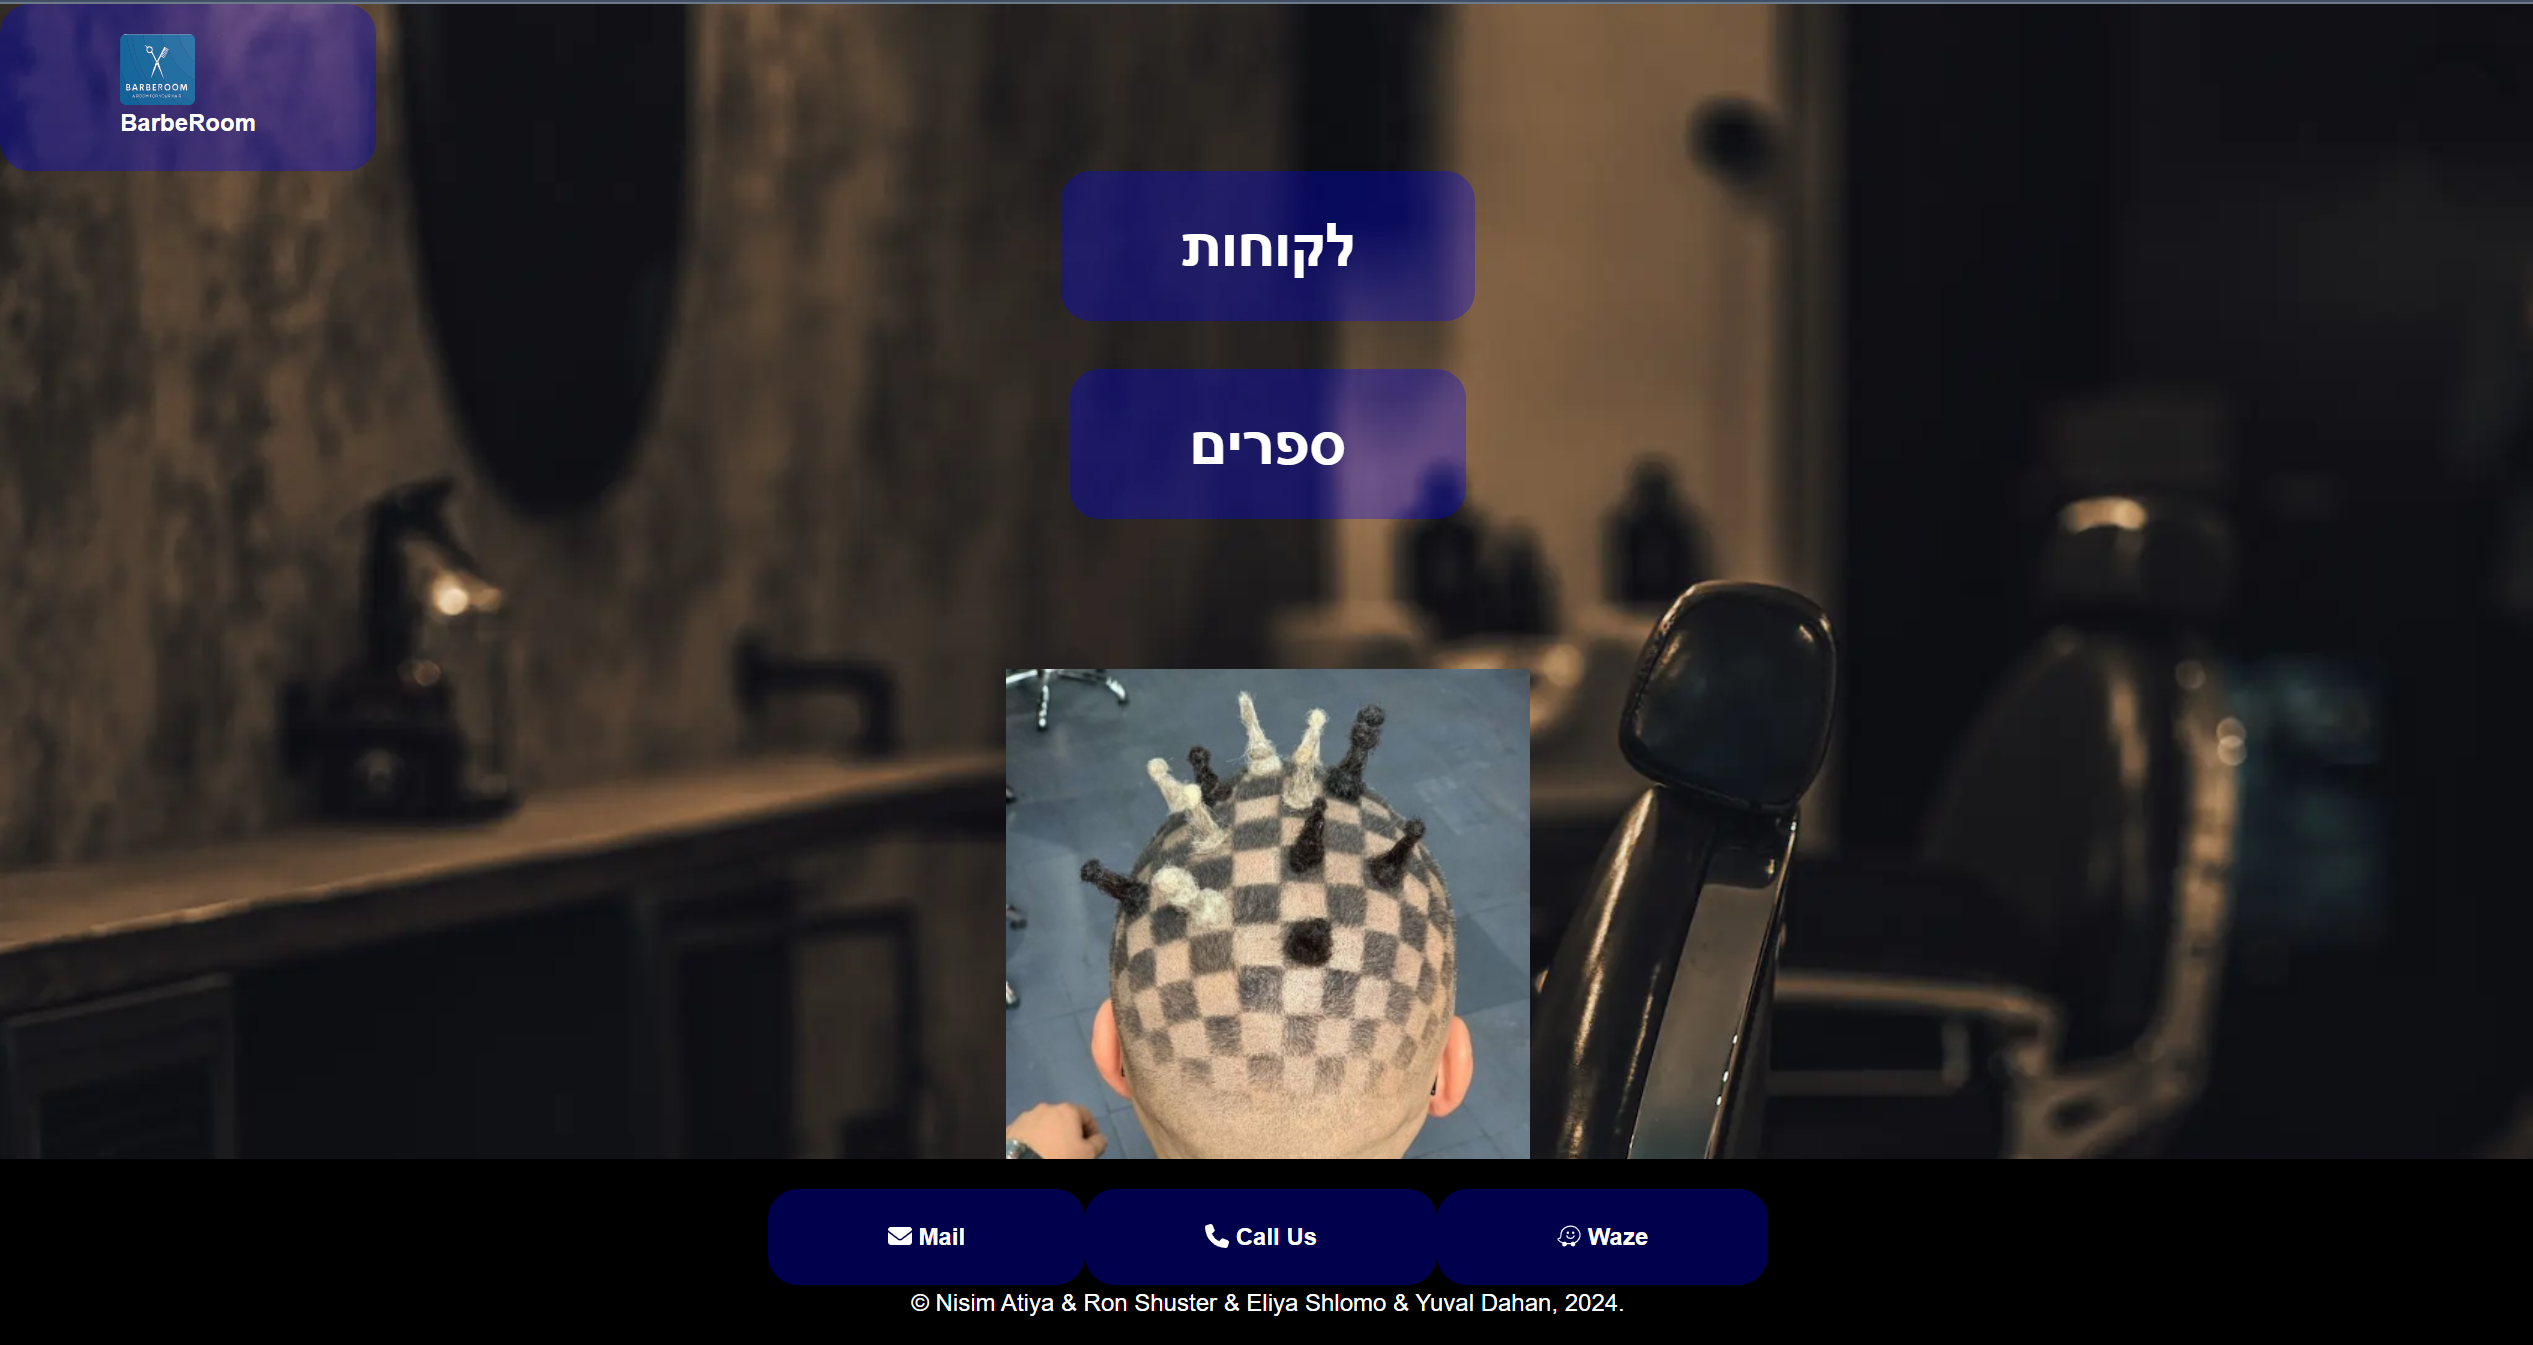 BARBEROOM
BarbeRoom
לקוחות
ספרים
Mail
Call Us
Waze
© Nisim Atiya & Ron Shuster & Eliya Shlomo & Yuval Dahan, 2024.